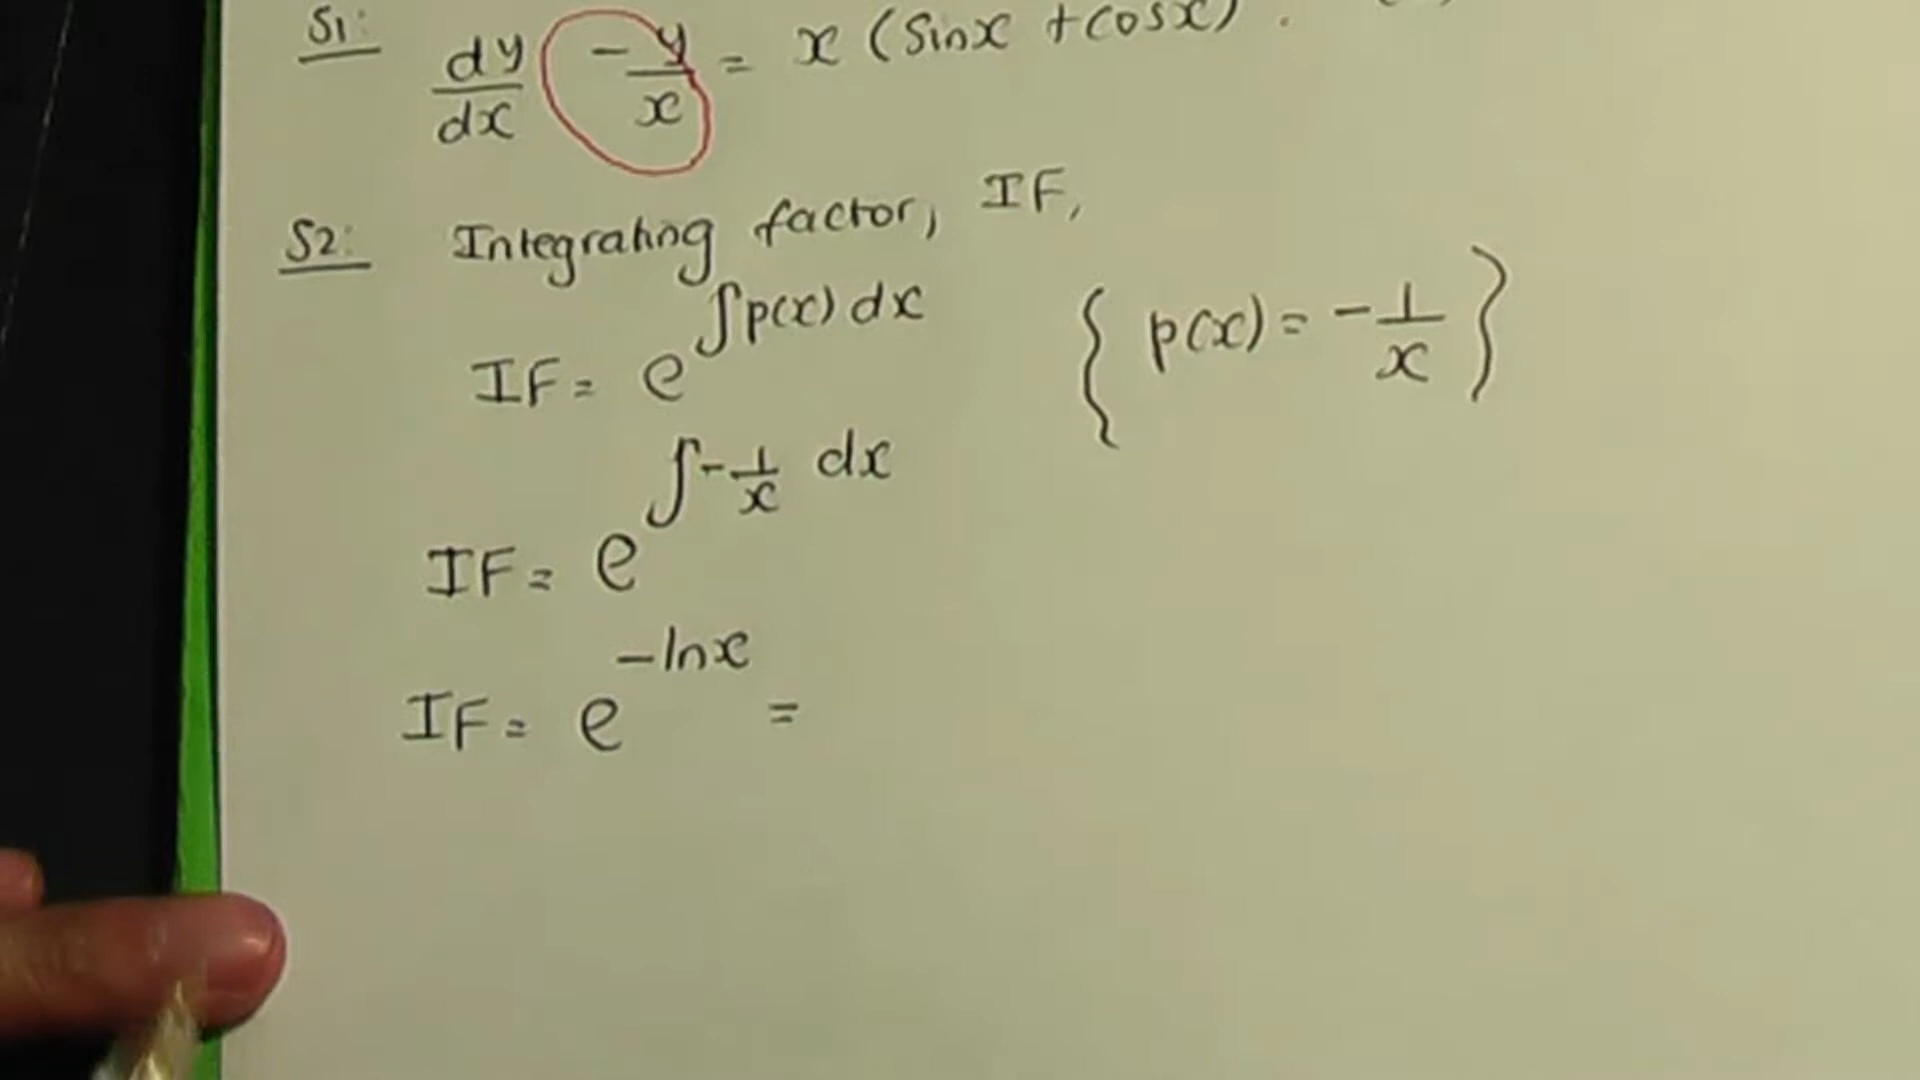 S1: dy/dx - y/x = x (Sinx + Cosx) .
S2: Integrating factor, IF,
IF = e^∫p(x) dx { p(x) = - 1/x }
IF = e^∫-1/x dx
IF = e^-lnx =